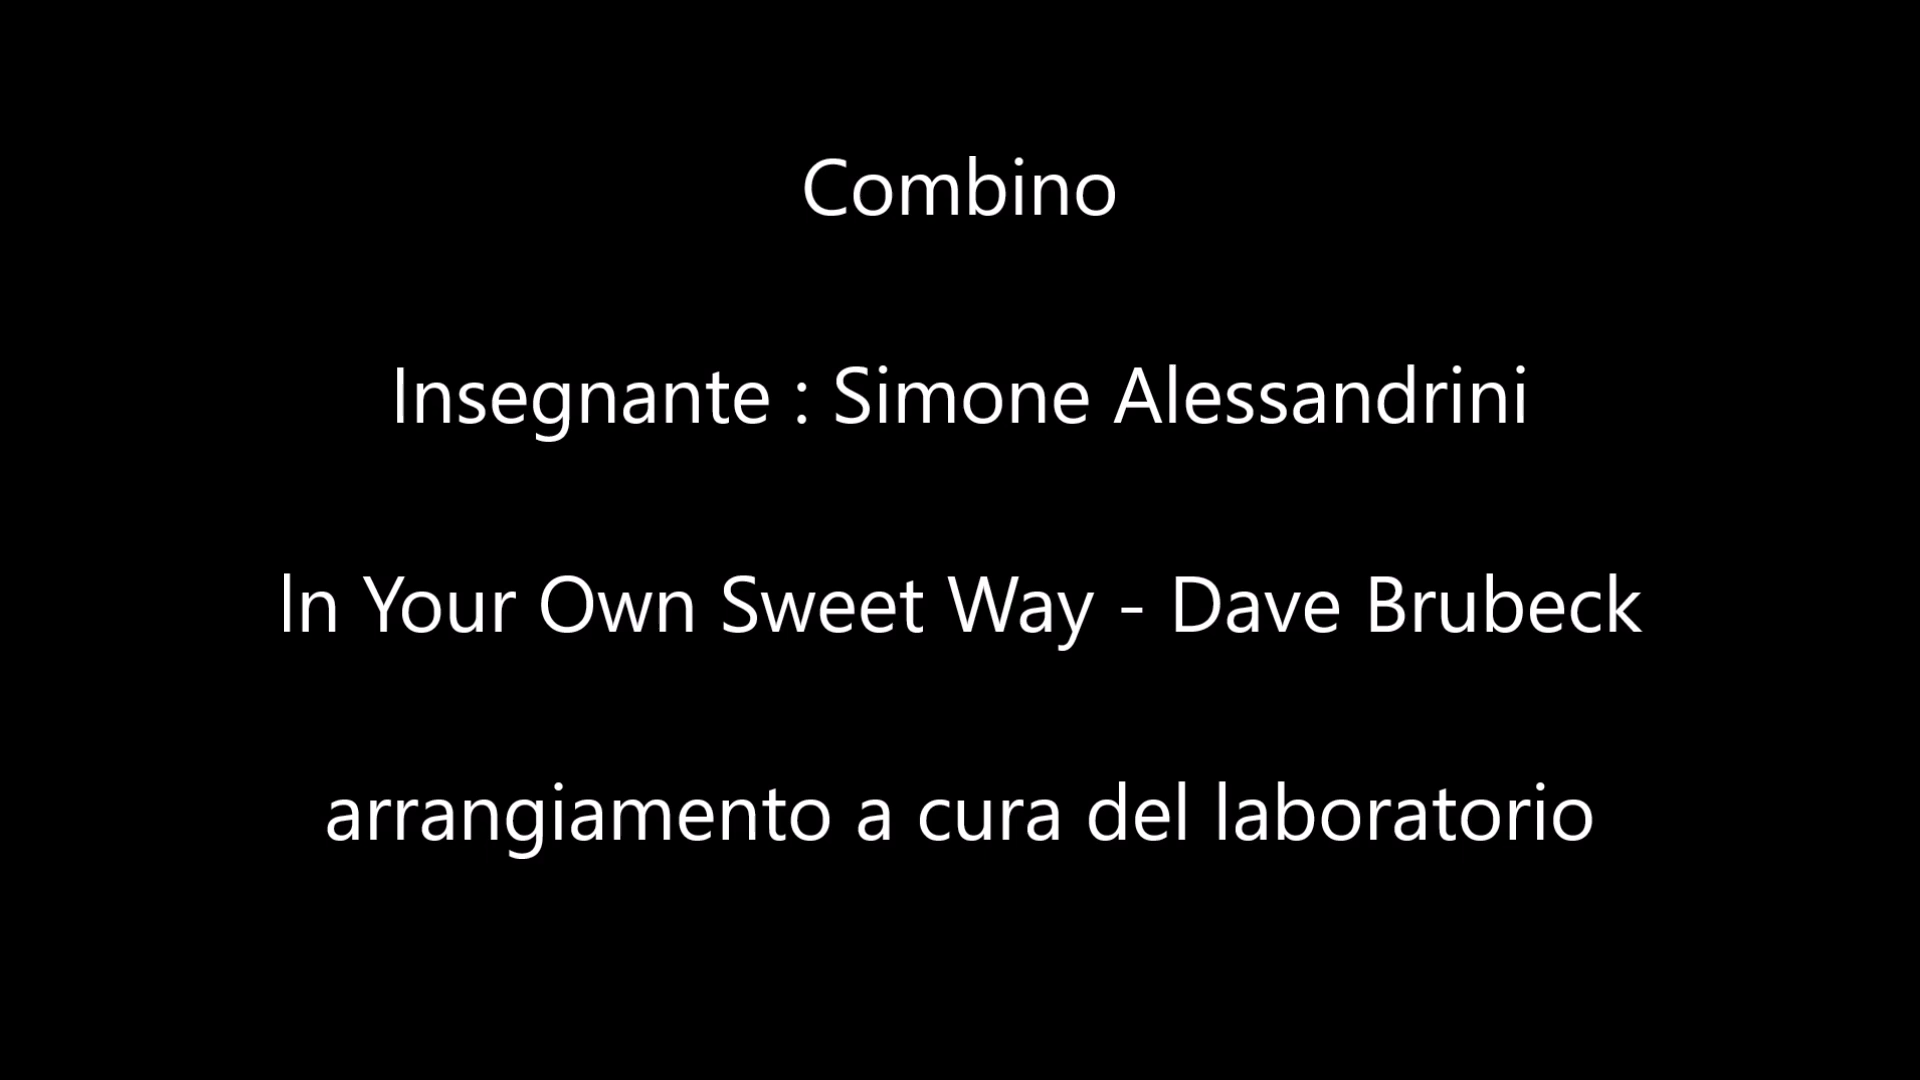 Combino
Insegnante : Simone Alessandrini
In Your Own Sweet Way - Dave Brubeck
arrangiamento a cura del laboratorio